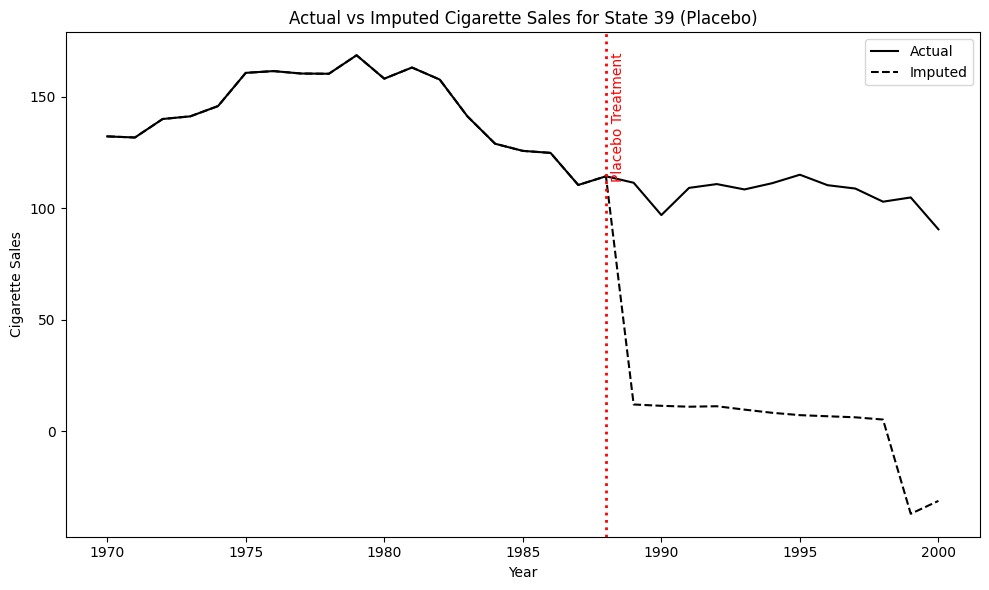 Actual vs Imputed Cigarette Sales for State 39 (Placebo)
Actual
Imputed
Placebo Treatment
Cigarette Sales
150
100
50
0
1970 1975 1980 1985 1990 1995 2000
Year